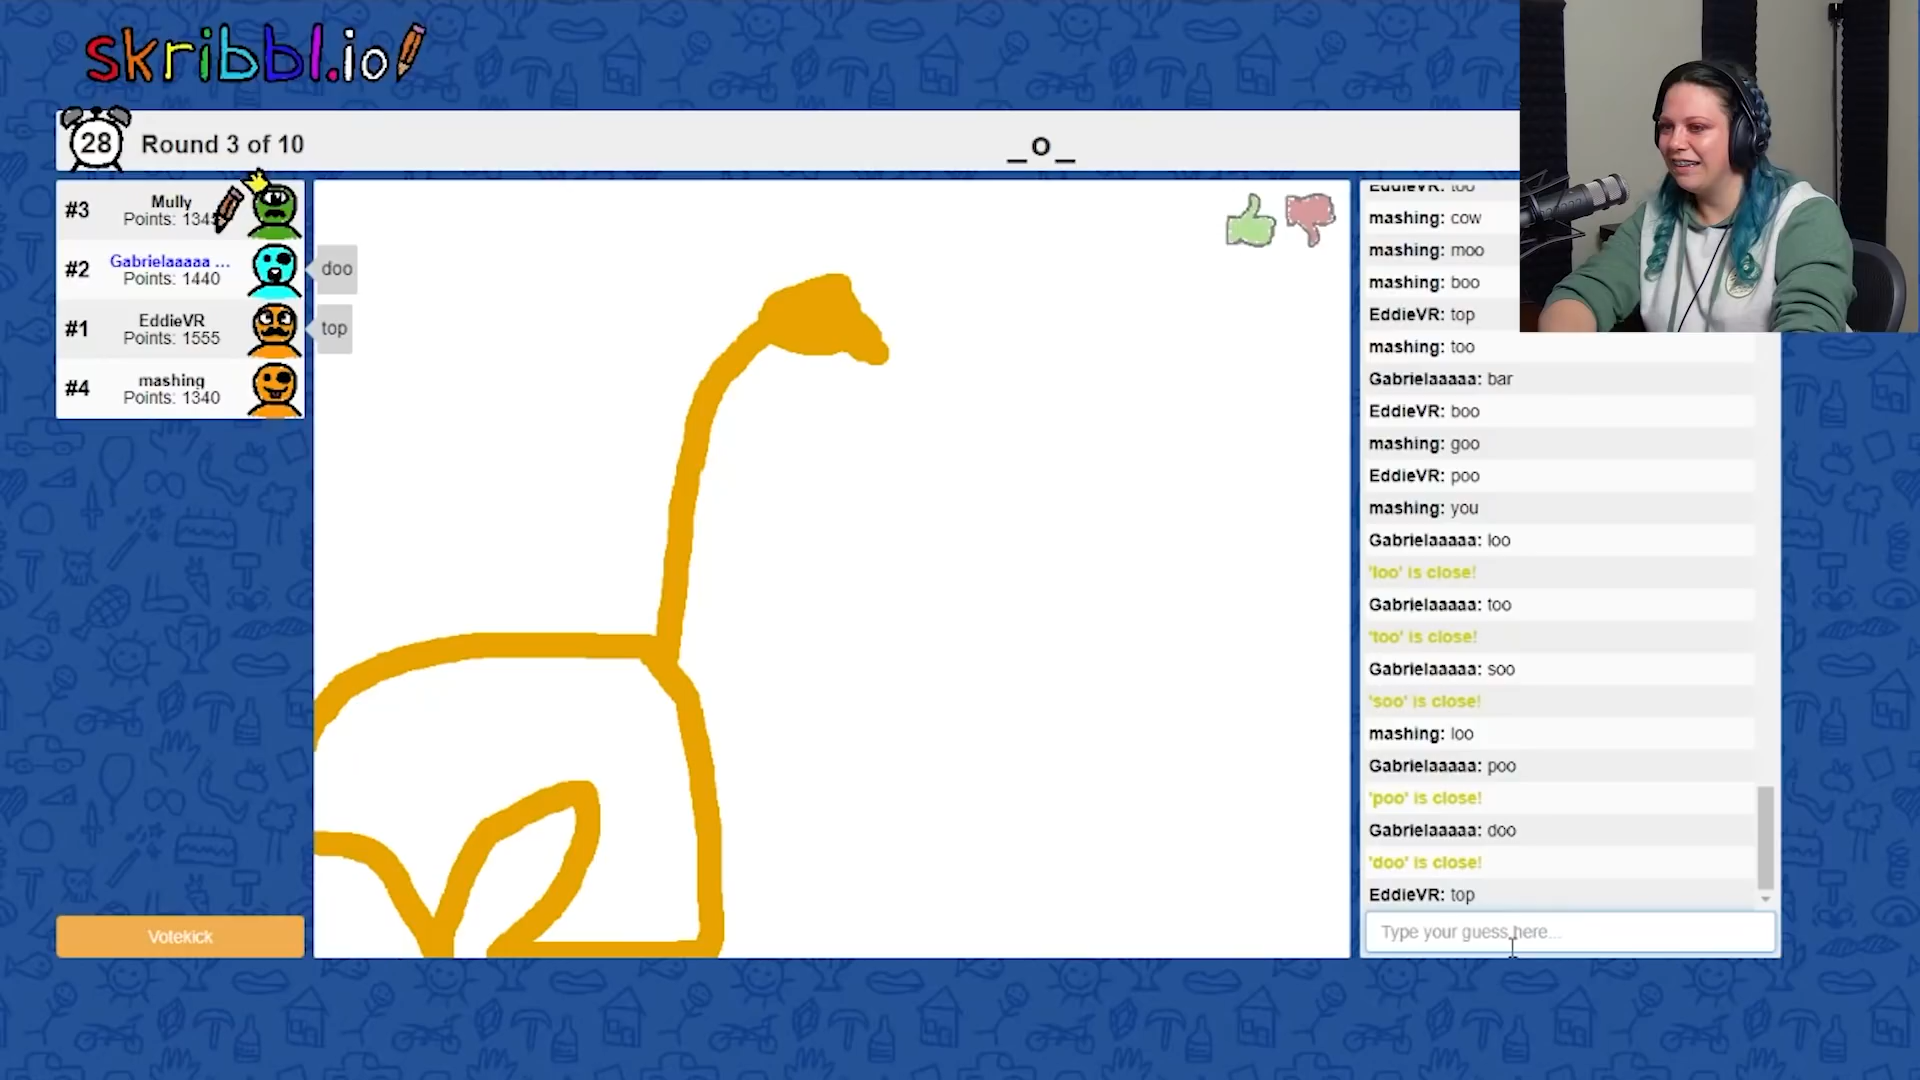 skribbl.io
28
Round 3 of 10
_o_
#3
Mully
Points: 1345
#2
Gabrielaaaaa ...
Points: 1440
doo
#1
EddieVR
Points: 1555
top
#4
mashing
Points: 1340
Votekick
EddieVR: too
mashing: cow
mashing: moo
mashing: boo
EddieVR: top
mashing: too
Gabrielaaaaa: bar
EddieVR: boo
mashing: goo
EddieVR: poo
mashing: you
Gabrielaaaaa: loo
'loo' is close!
Gabrielaaaaa: too
'too' is close!
Gabrielaaaaa: soo
'soo' is close!
mashing: loo
Gabrielaaaaa: poo
'poo' is close!
Gabrielaaaaa: doo
'doo' is close!
EddieVR: top
Type your guess here...